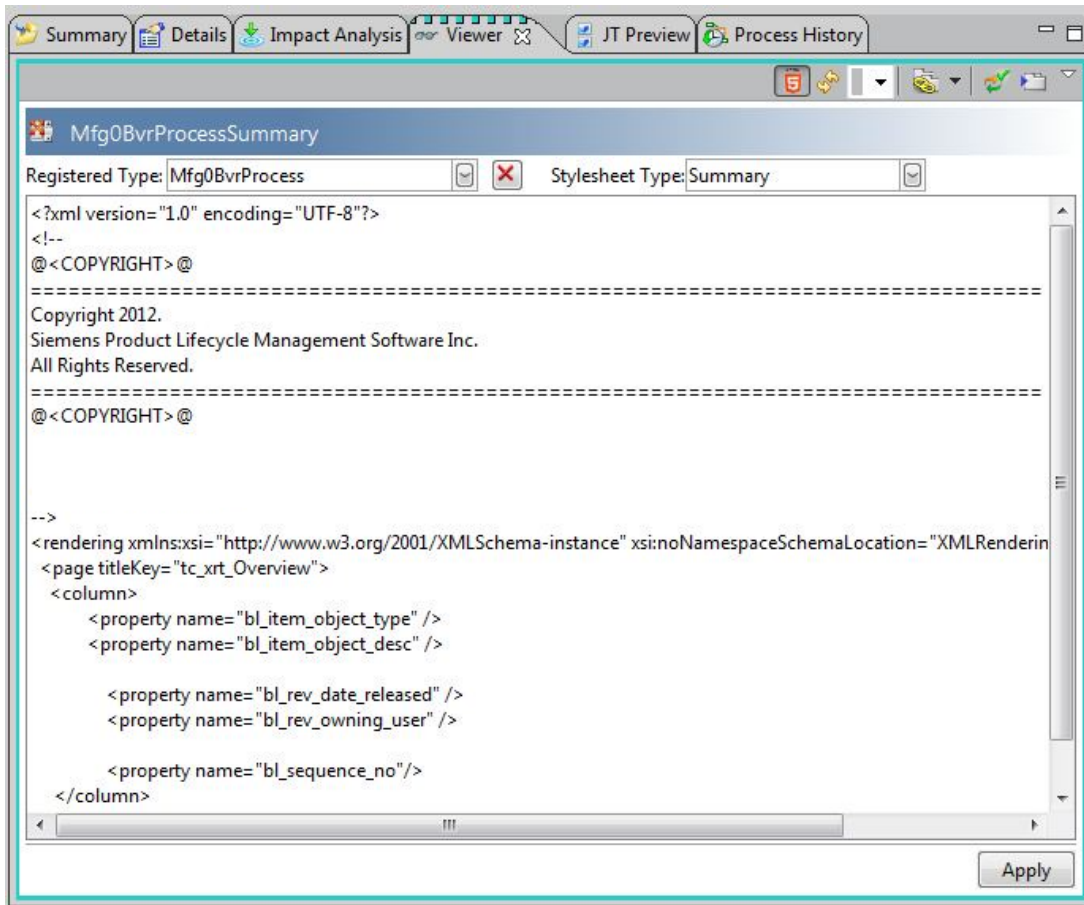 Summary Details Impact Analysis Viewer JT Preview Process History
Mfg0BvrProcessSummary
Registered Type: Mfg0BvrProcess Stylesheet Type: Summary
<?xml version="1.0" encoding="UTF-8"?>
<!--
@<COPYRIGHT>@
================================================================================
Copyright 2012.
Siemens Product Lifecycle Management Software Inc.
All Rights Reserved.
================================================================================
@<COPYRIGHT>@
-->
<rendering xmlns:xsi="http://www.w3.org/2001/XMLSchema-instance" xsi:noNamespaceSchemaLocation="XMLRenderin
<page titleKey="tc_xrt_Overview">
<column>
<property name="bl_item_object_type" />
<property name="bl_item_object_desc" />
<property name="bl_rev_date_released" />
<property name="bl_rev_owning_user" />
<property name="bl_sequence_no"/>
</column>
Apply